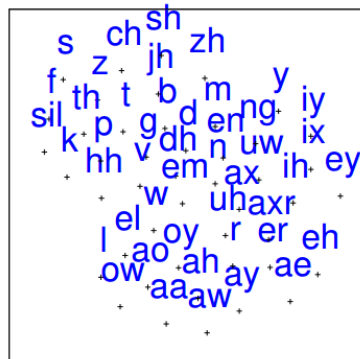 sh
ch zh
s
jh
z
y
f b m
th t iy
ng
sil d
p g en ix
k dh n uw
v ey
hh em ih
ax
w uh axr
el
r er
oy eh
l
ao
ah
ow ae
ay
aa
aw